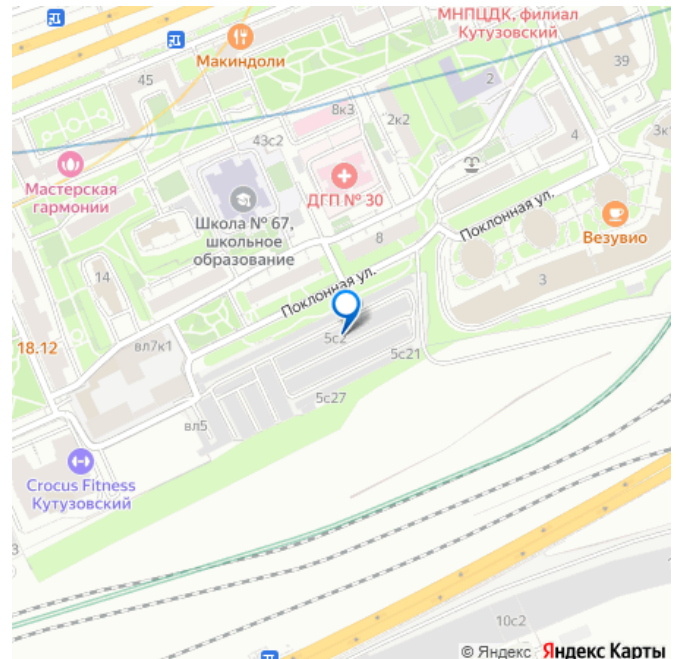 МНПЦДК, филиал
Кутузовский
Макиндоли
39
45
2
8к3
2к2
4
43с2
Мастерская
гармонии
ДГП № 30
Школа № 67,
школьное
образование
8
Поклонная ул.
Везувио
14
3
Поклонная ул.
18.12
вл7к1
5с2
5с21
5с27
вл5
Crocus Fitness
Кутузовский
3
10с2
© Яндекс Яндекс Карты